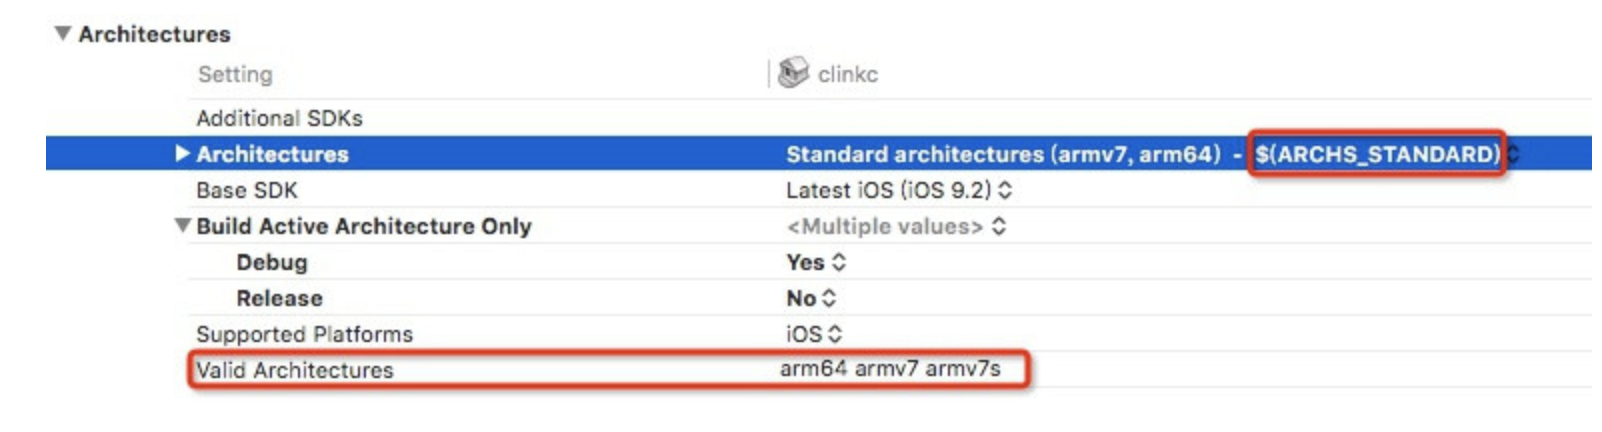 Architectures
Setting clinkc
Additional SDKs
Architectures Standard architectures (armv7, arm64) - $(ARCHS_STANDARD)
Base SDK Latest iOS (iOS 9.2)
Build Active Architecture Only <Multiple values>
Debug Yes
Release No
Supported Platforms iOS
Valid Architectures arm64 armv7 armv7s